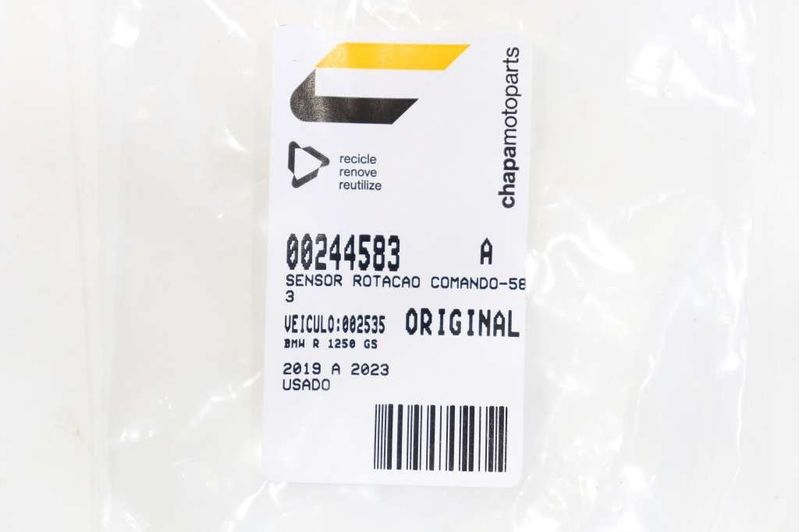 chapamotoparts
recicle
renove
reutilize
00244583 A
SENSOR ROTACAO COMANDO-58
3
VEICULO:002535 ORIGINAL
BMW R 1250 GS
2019 A 2023
USADO